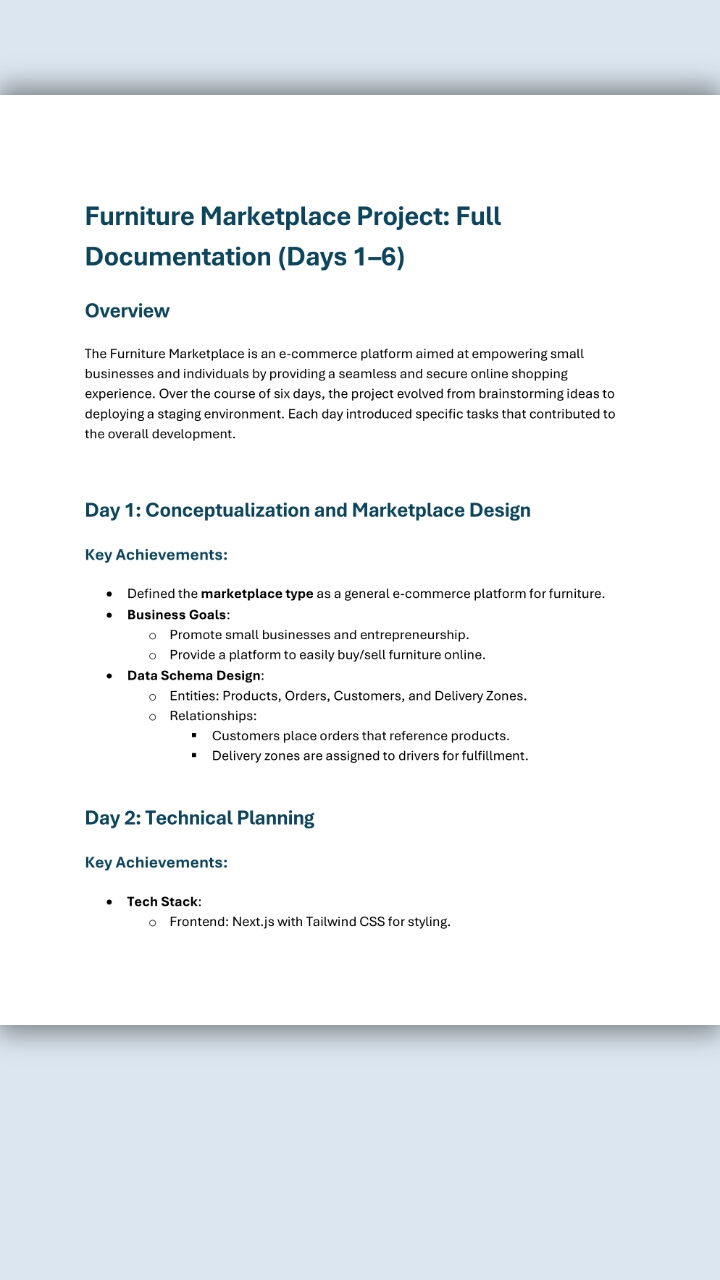 Furniture Marketplace Project: Full
Documentation (Days 1–6)
Overview
The Furniture Marketplace is an e-commerce platform aimed at empowering small
businesses and individuals by providing a seamless and secure online shopping
experience. Over the course of six days, the project evolved from brainstorming ideas to
deploying a staging environment. Each day introduced specific tasks that contributed to
the overall development.
Day 1: Conceptualization and Marketplace Design
Key Achievements:
• Defined the marketplace type as a general e-commerce platform for furniture.
• Business Goals:
o Promote small businesses and entrepreneurship.
o Provide a platform to easily buy/sell furniture online.
• Data Schema Design:
o Entities: Products, Orders, Customers, and Delivery Zones.
o Relationships:
▪ Customers place orders that reference products.
▪ Delivery zones are assigned to drivers for fulfillment.
Day 2: Technical Planning
Key Achievements:
• Tech Stack:
o Frontend: Next.js with Tailwind CSS for styling.